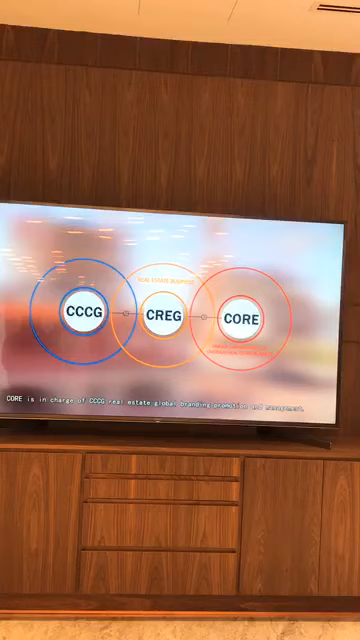 REAL ESTATE BUSINESS
CCCG
CREG
CORE
CORE is in charge of CCCG real estate global branding promotion and management.